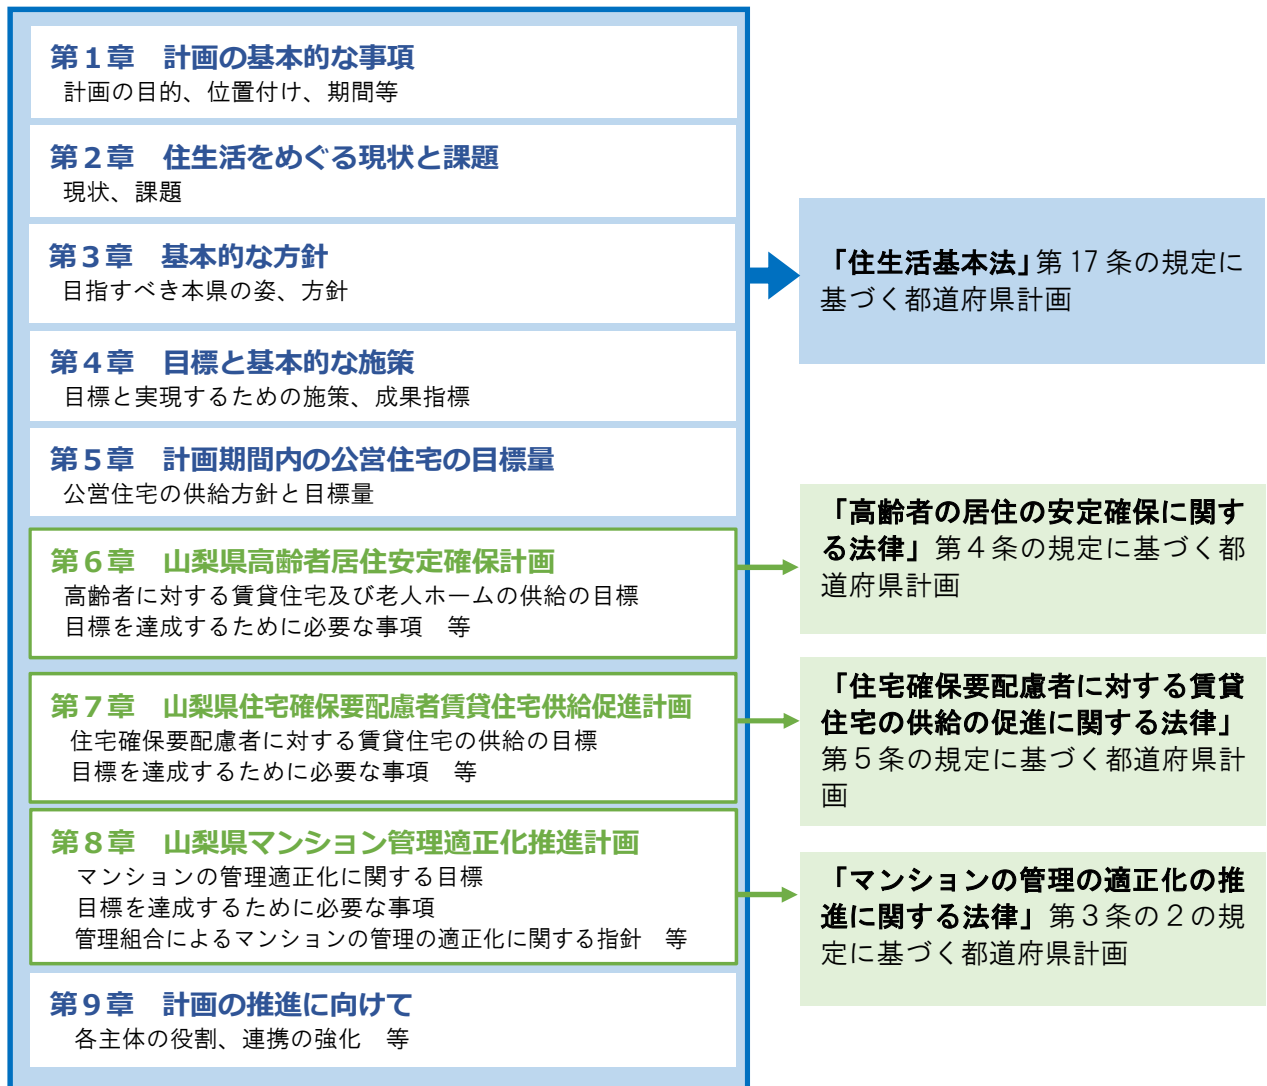 第１章　計画の基本的な事項
計画の目的、位置付け、期間等
第２章　住生活をめぐる現状と課題
現状、課題
第３章　基本的な方針
目指すべき本県の姿、方針
第４章　目標と基本的な施策
目標と実現するための施策、成果指標
第５章　計画期間内の公営住宅の目標量
公営住宅の供給方針と目標量
第６章　山梨県高齢者居住安定確保計画
高齢者に対する賃貸住宅及び老人ホームの供給の目標
目標を達成するために必要な事項　等
第７章　山梨県住宅確保要配慮者賃貸住宅供給促進計画
住宅確保要配慮者に対する賃貸住宅の供給の目標
目標を達成するために必要な事項　等
第８章　山梨県マンション管理適正化推進計画
マンションの管理適正化に関する目標
目標を達成するために必要な事項
管理組合によるマンションの管理の適正化に関する指針　等
第９章　計画の推進に向けて
各主体の役割、連携の強化　等
「住生活基本法」第 17 条の規定に
基づく都道府県計画
「高齢者の居住の安定確保に関す
る法律」第４条の規定に基づく都
道府県計画
「住宅確保要配慮者に対する賃貸
住宅の供給の促進に関する法律」
第５条の規定に基づく都道府県計
画
「マンションの管理の適正化の推
進に関する法律」第３条の２の規
定に基づく都道府県計画